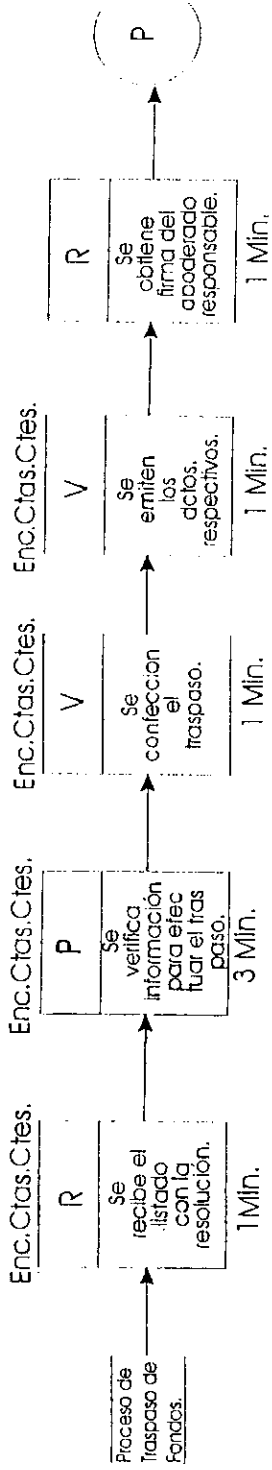 Proceso de
Traspaso de
Fondos.
Enc.Ctas.Ctes.
R
Se
recibe el
listado
con la
resolución.
1Min.
Enc.Ctas.Ctes.
P
Se
verifica
información
para efec
tuar el tras
paso.
3 Min.
Enc.Ctas.Ctes.
V
Se
confeccion
el
traspaso.
1 Min.
Enc.Ctas.Ctes.
V
Se
emiten
los
dctos.
respectivos.
1 Min.
R
Se
obtiene
firma del
apoderado
responsable.
1 Min.
P